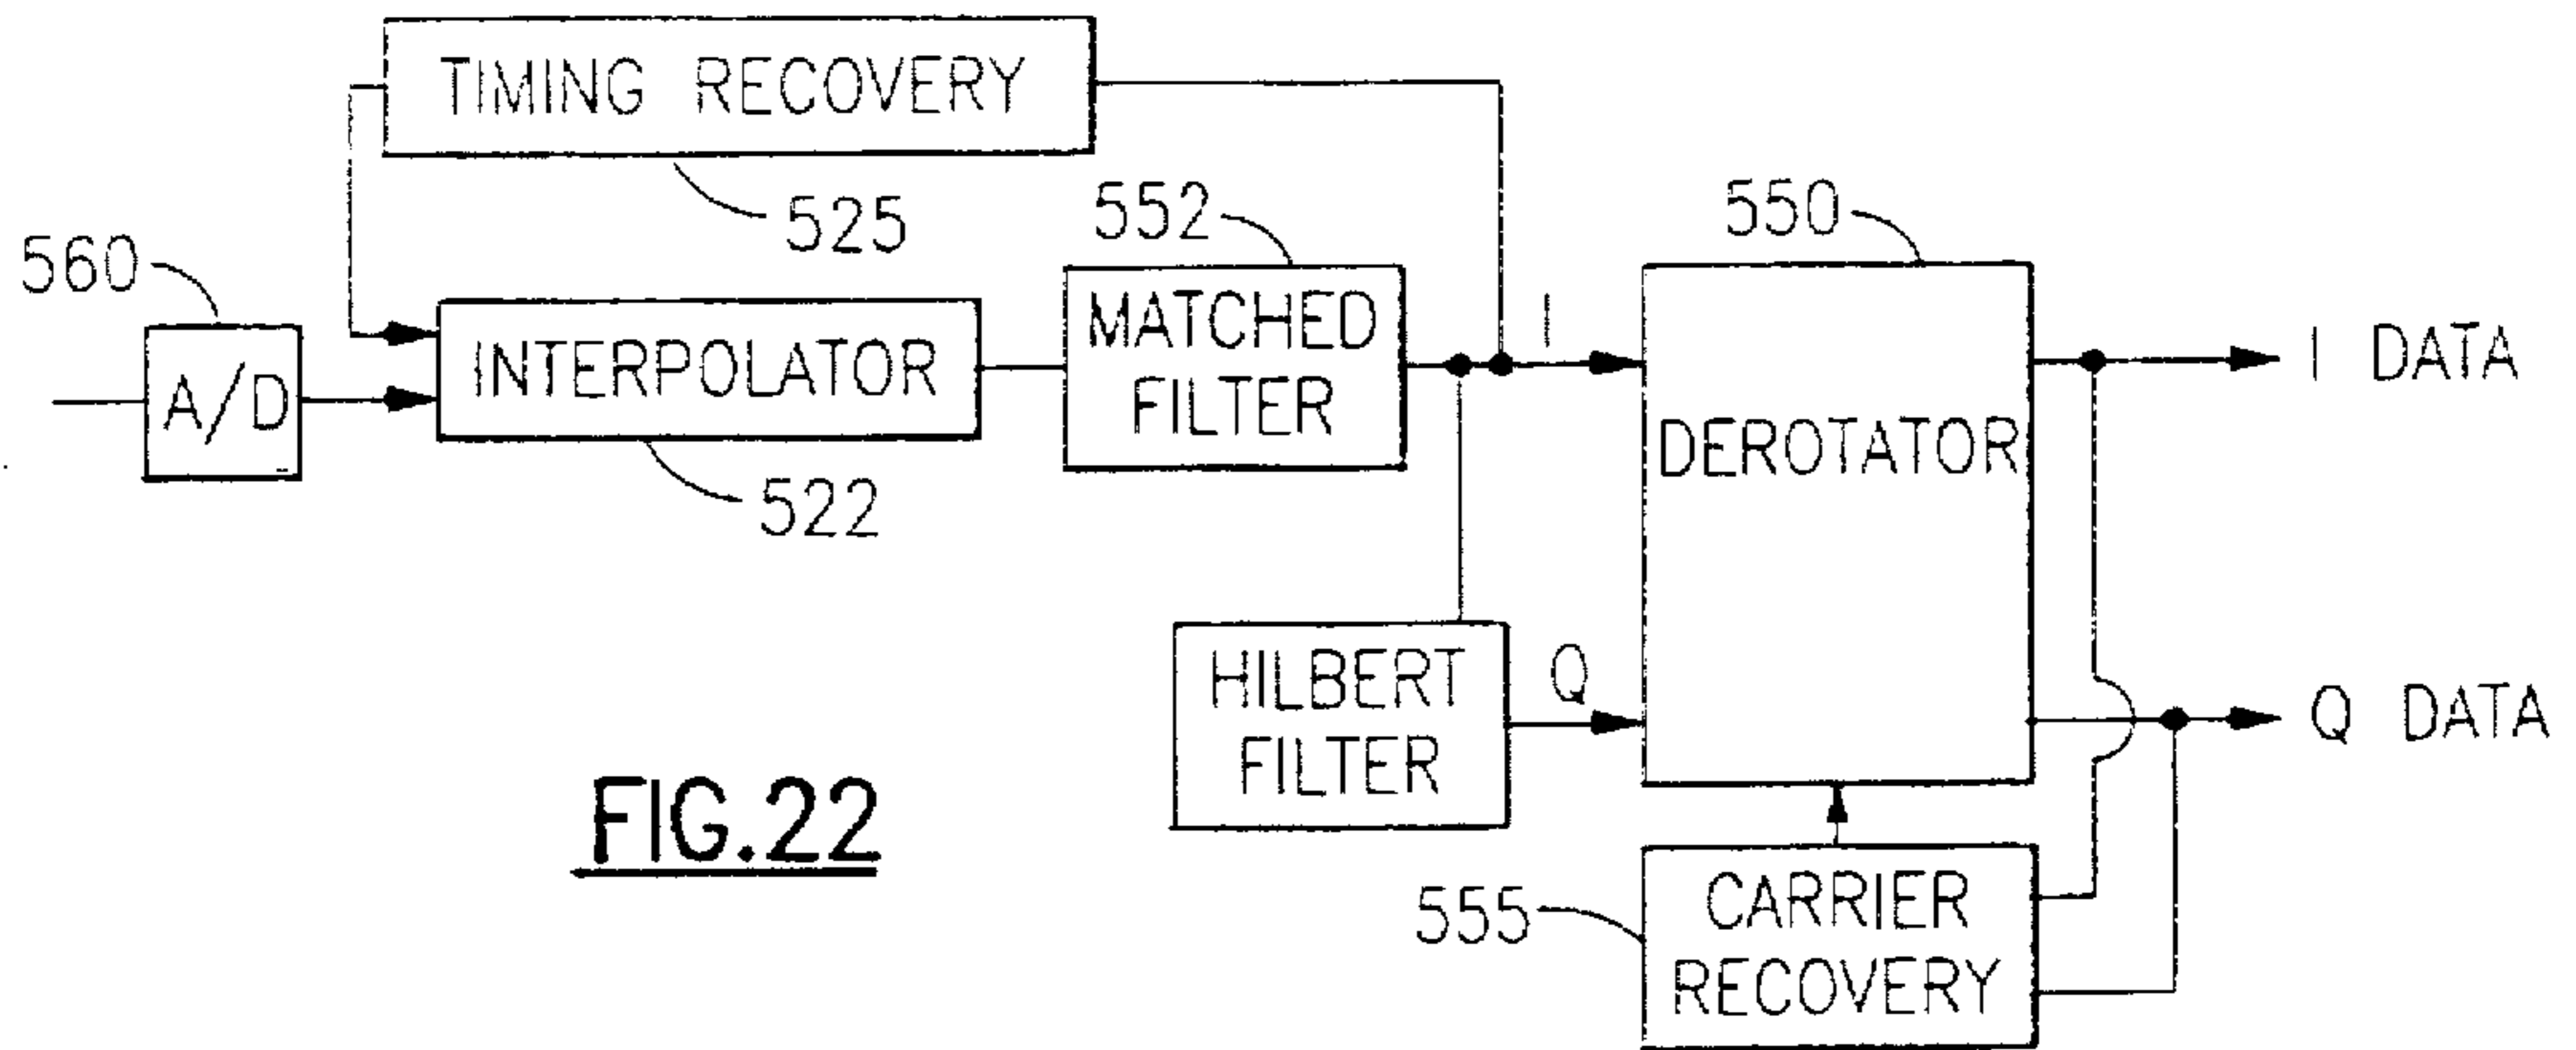 TIMING RECOVERY
525
552
550
560
A/D
INTERPOLATOR
522
MATCHED
FILTER
I
DEROTATOR
I DATA
HILBERT
FILTER
Q
Q DATA
555
CARRIER
RECOVERY
FIG.22